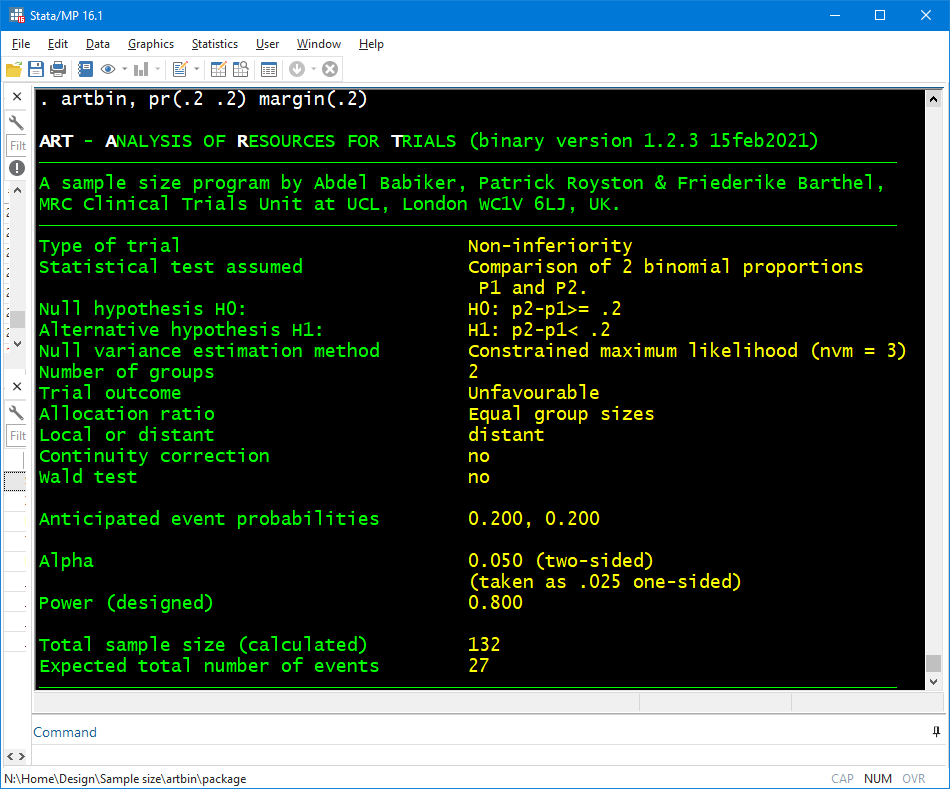 Stata/MP 16.1
File Edit Data Graphics Statistics User Window Help
. artbin, pr(.2 .2) margin(.2)
ART - ANALYSIS OF RESOURCES FOR TRIALS (binary version 1.2.3 15feb2021)
A sample size program by Abdel Babiker, Patrick Royston & Friederike Barthel,
MRC Clinical Trials Unit at UCL, London WC1V 6LJ, UK.
Type of trial Non-inferiority
Statistical test assumed Comparison of 2 binomial proportions
P1 and P2.
Null hypothesis H0: H0: p2-p1>= .2
Alternative hypothesis H1: H1: p2-p1< .2
Null variance estimation method Constrained maximum likelihood (nvm = 3)
Number of groups 2
Trial outcome Unfavourable
Allocation ratio Equal group sizes
Local or distant distant
Continuity correction no
Wald test no
Anticipated event probabilities 0.200, 0.200
Alpha 0.050 (two-sided)
(taken as .025 one-sided)
Power (designed) 0.800
Total sample size (calculated) 132
Expected total number of events 27
Filt
Filt
Command
N:\Home\Design\Sample size\artbin\package CAP NUM OVR